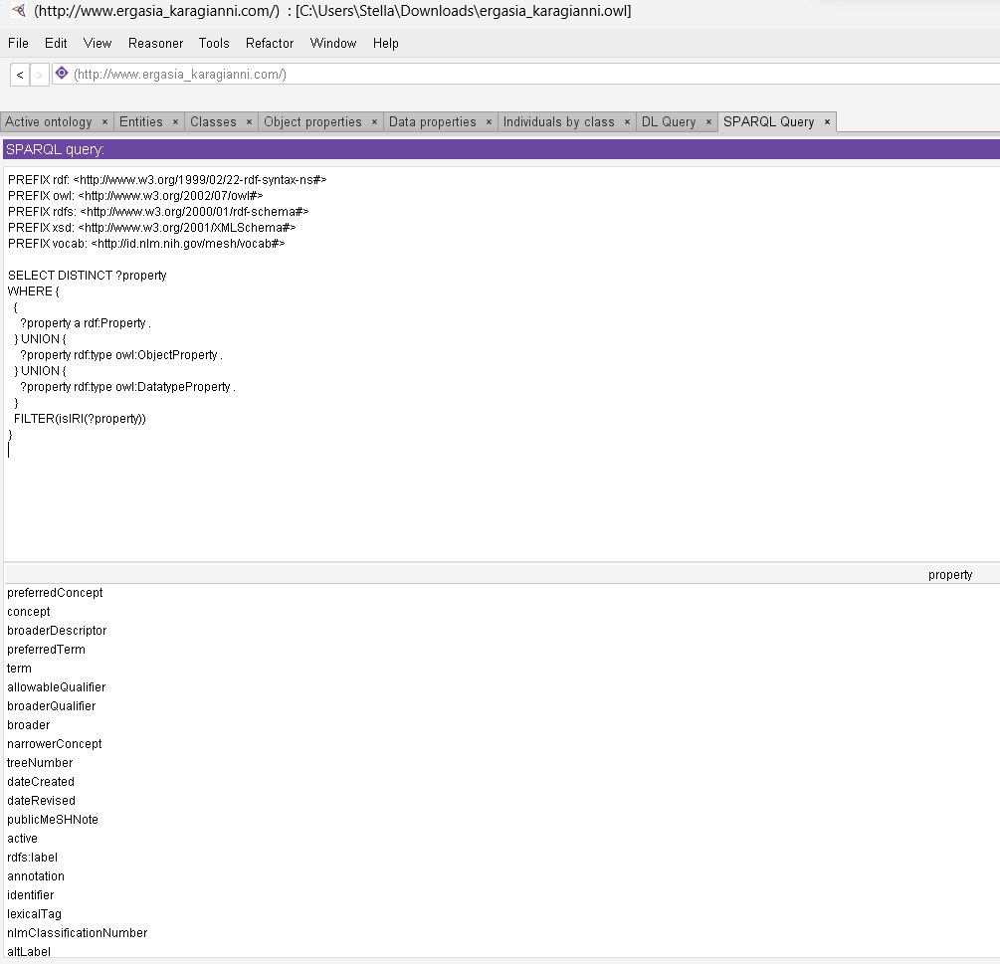 (http://www.ergasia_karagianni.com/) : [C:\Users\Stella\Downloads\ergasia_karagianni.owl]
File Edit View Reasoner Tools Refactor Window Help
< > (http://www.ergasia_karagianni.com/)
Active ontology × Entities × Classes × Object properties × Data properties × Individuals by class × DL Query × SPARQL Query ×
SPARQL query:
PREFIX rdf: <http://www.w3.org/1999/02/22-rdf-syntax-ns#>
PREFIX owl: <http://www.w3.org/2002/07/owl#>
PREFIX rdfs: <http://www.w3.org/2000/01/rdf-schema#>
PREFIX xsd: <http://www.w3.org/2001/XMLSchema#>
PREFIX vocab: <http://id.nlm.nih.gov/mesh/vocab#>
SELECT DISTINCT ?property
WHERE {
{
?property a rdf:Property .
} UNION {
?property rdf:type owl:ObjectProperty .
} UNION {
?property rdf:type owl:DatatypeProperty .
}
FILTER(isIRI(?property))
}
property
preferredConcept
concept
broaderDescriptor
preferredTerm
term
allowableQualifier
broaderQualifier
broader
narrowerConcept
treeNumber
dateCreated
dateRevised
publicMeSHNote
active
rdfs:label
annotation
identifier
lexicalTag
nlmClassificationNumber
altLabel